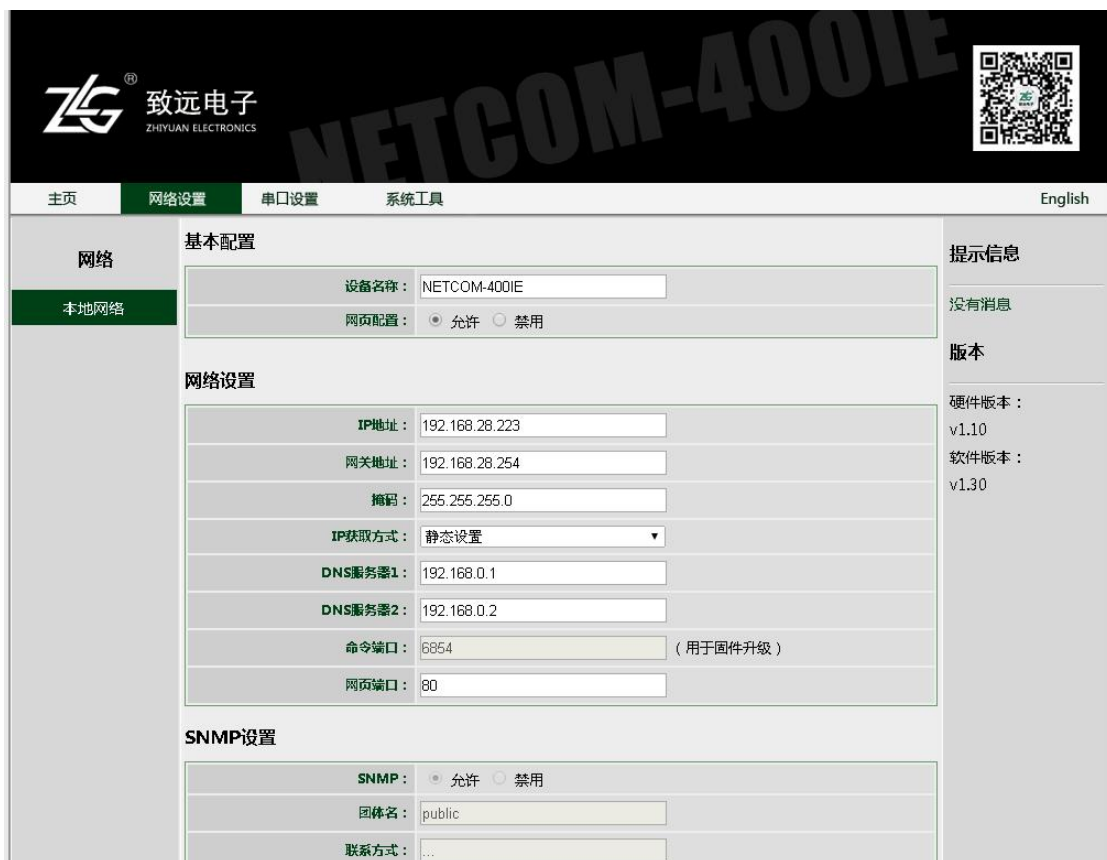 NETCOM-400IE
ZLG®
致远电子
ZHIYUAN ELECTRONICS
主页 网络设置 串口设置 系统工具 English
网络
本地网络
基本配置
设备名称： NETCOM-400IE
网页配置： 允许 禁用
网络设置
IP地址： 192.168.28.223
网关地址： 192.168.28.254
掩码： 255.255.255.0
IP获取方式： 静态设置
DNS服务器1： 192.168.0.1
DNS服务器2： 192.168.0.2
命令端口： 6854 （用于固件升级）
网页端口： 80
SNMP设置
SNMP： 允许 禁用
团体名： public
联系方式： ...
提示信息
没有消息
版本
硬件版本：
v1.10
软件版本：
v1.30